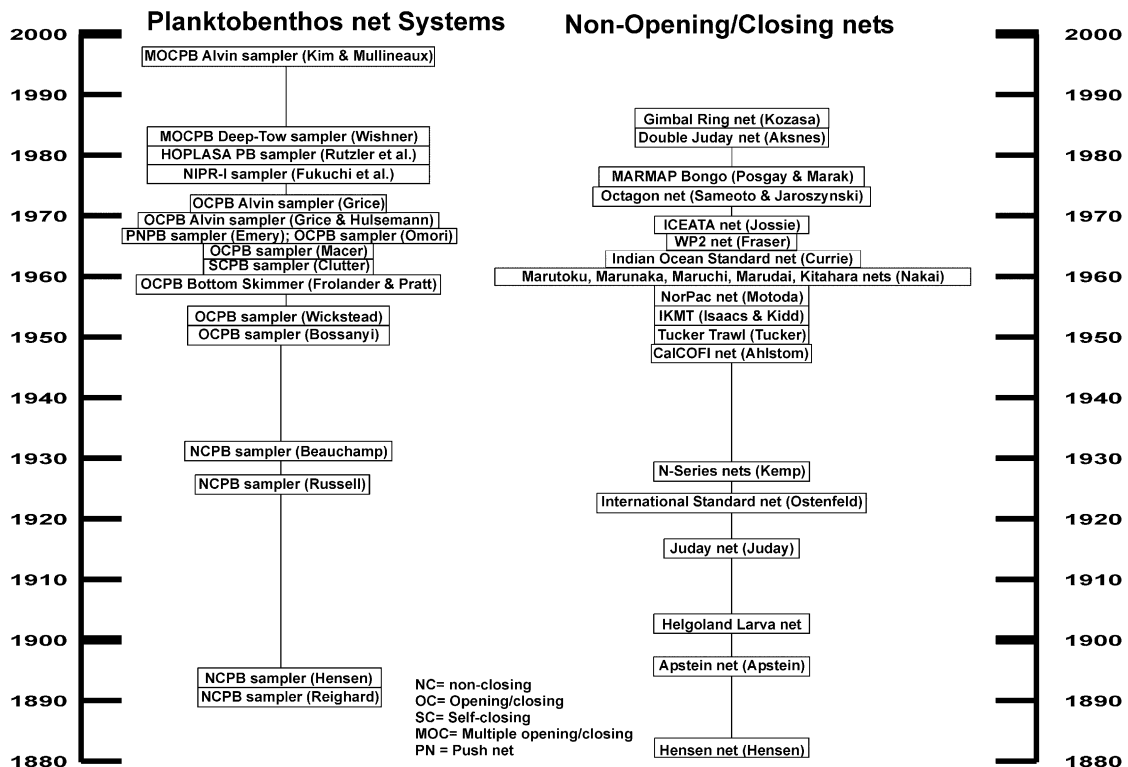 Planktobenthos net Systems
Non-Opening/Closing nets
2000
1990
1980
1970
1960
1950
1940
1930
1920
1910
1900
1890
1880
MOCPB Alvin sampler (Kim & Mullineaux)
MOCPB Deep-Tow sampler (Wishner)
HOPLASA PB sampler (Rutzler et al.)
NIPR-I sampler (Fukuchi et al.)
OCPB Alvin sampler (Grice)
OCPB Alvin sampler (Grice & Hulsemann)
PNPB sampler (Emery); OCPB sampler (Omori)
OCPB sampler (Macer)
SCPB sampler (Clutter)
OCPB Bottom Skimmer (Frolander & Pratt)
OCPB sampler (Wickstead)
OCPB sampler (Bossanyi)
NCPB sampler (Beauchamp)
NCPB sampler (Russell)
NCPB sampler (Hensen)
NCPB sampler (Reighard)
NC= non-closing
OC= Opening/closing
SC= Self-closing
MOC= Multiple opening/closing
PN = Push net
Gimbal Ring net (Kozasa)
Double Juday net (Aksnes)
MARMAP Bongo (Posgay & Marak)
Octagon net (Sameoto & Jaroszynski)
ICEATA net (Jossie)
WP2 net (Fraser)
Indian Ocean Standard net (Currie)
Marutoku, Marunaka, Maruchi, Marudai, Kitahara nets (Nakai)
NorPac net (Motoda)
IKMT (Isaacs & Kidd)
Tucker Trawl (Tucker)
CalCOFI net (Ahlstom)
N-Series nets (Kemp)
International Standard net (Ostenfeld)
Juday net (Juday)
Helgoland Larva net
Apstein net (Apstein)
Hensen net (Hensen)
2000
1990
1980
1970
1960
1950
1940
1930
1920
1910
1900
1890
1880